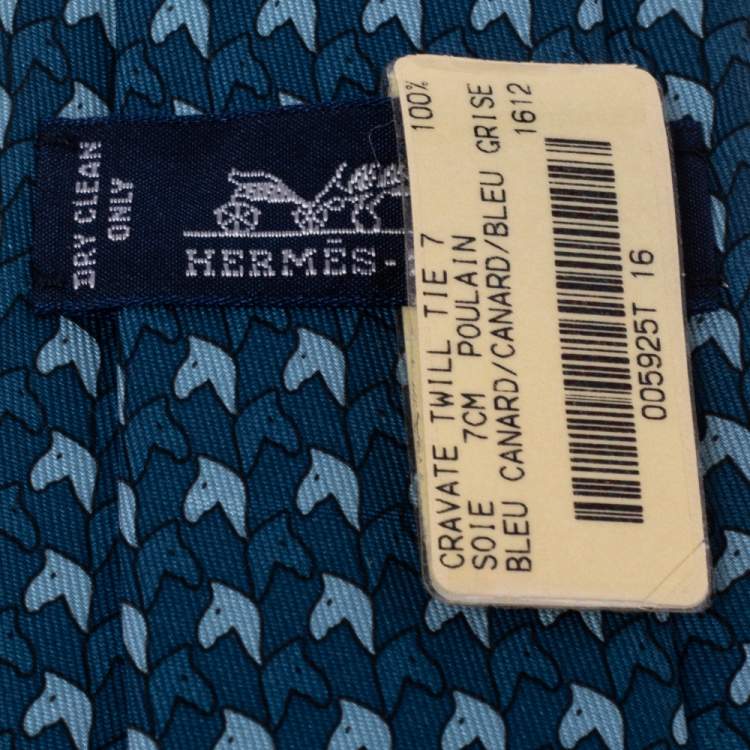 DRY CLEAN
ONLY
HERMÈS-
CRAVATE TWILL TIE 7 100%
SOIE 7CM POULAIN
BLEU CANARD/CANARD/BLEU GRISE
1612
005925T 16